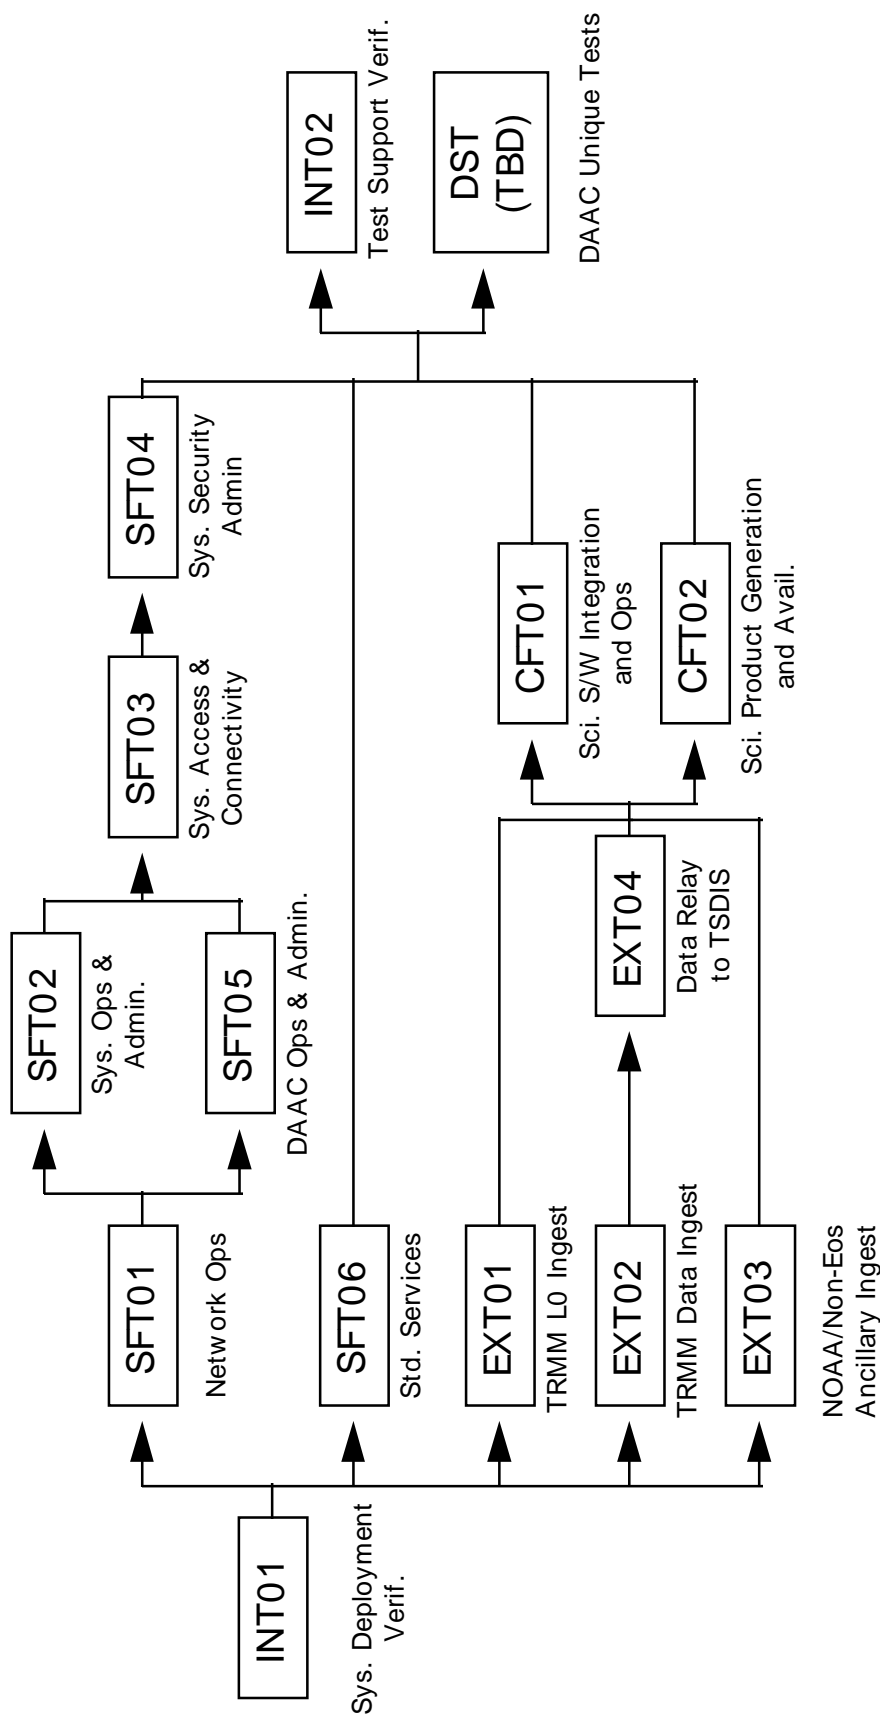 INT01
Sys. Deployment
Verif.
SFT01
Network Ops
SFT02
Sys. Ops &
Admin.
SFT05
DAAC Ops & Admin.
SFT03
Sys. Access &
Connectivity
SFT04
Sys. Security
Admin
SFT06
Std. Services
EXT01
TRMM L0 Ingest
EXT02
TRMM Data Ingest
EXT03
NOAA/Non-Eos
Ancillary Ingest
EXT04
Data Relay
to TSDIS
CFT01
Sci. S/W Integration
and Ops
CFT02
Sci. Product Generation
and Avail.
INT02
Test Support Verif.
DST
(TBD)
DAAC Unique Tests